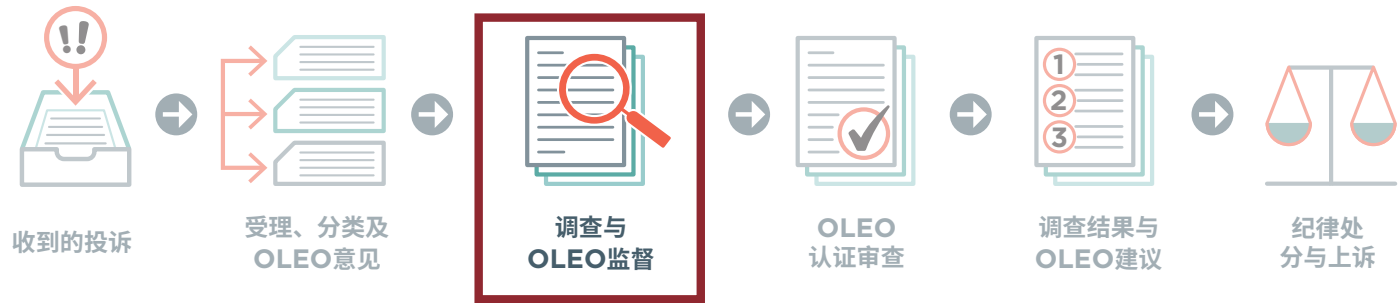 !!
收到的投诉
受理、分类及
OLEO意见
调查与
OLEO监督
OLEO
认证审查
1
2
3
调查结果与
OLEO建议
纪律处
分与上诉